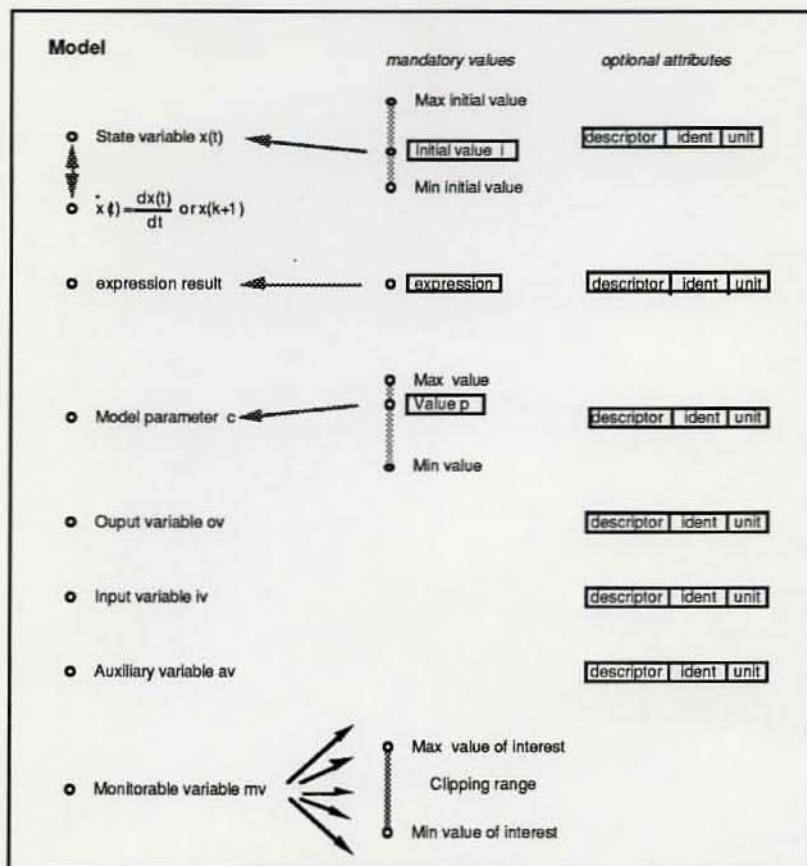 Model
mandatory values optional attributes
Max initial value
State variable x(t) Initial value i descriptor ident unit
Min initial value
ẋ(t)=dx(t)/dt or x(k+1)
expression result expression descriptor ident unit
Max value
Value p
Model parameter c descriptor ident unit
Min value
Ouput variable ov descriptor ident unit
Input variable iv descriptor ident unit
Auxiliary variable av descriptor ident unit
Max value of interest
Monitorable variable mv Clipping range
Min value of interest